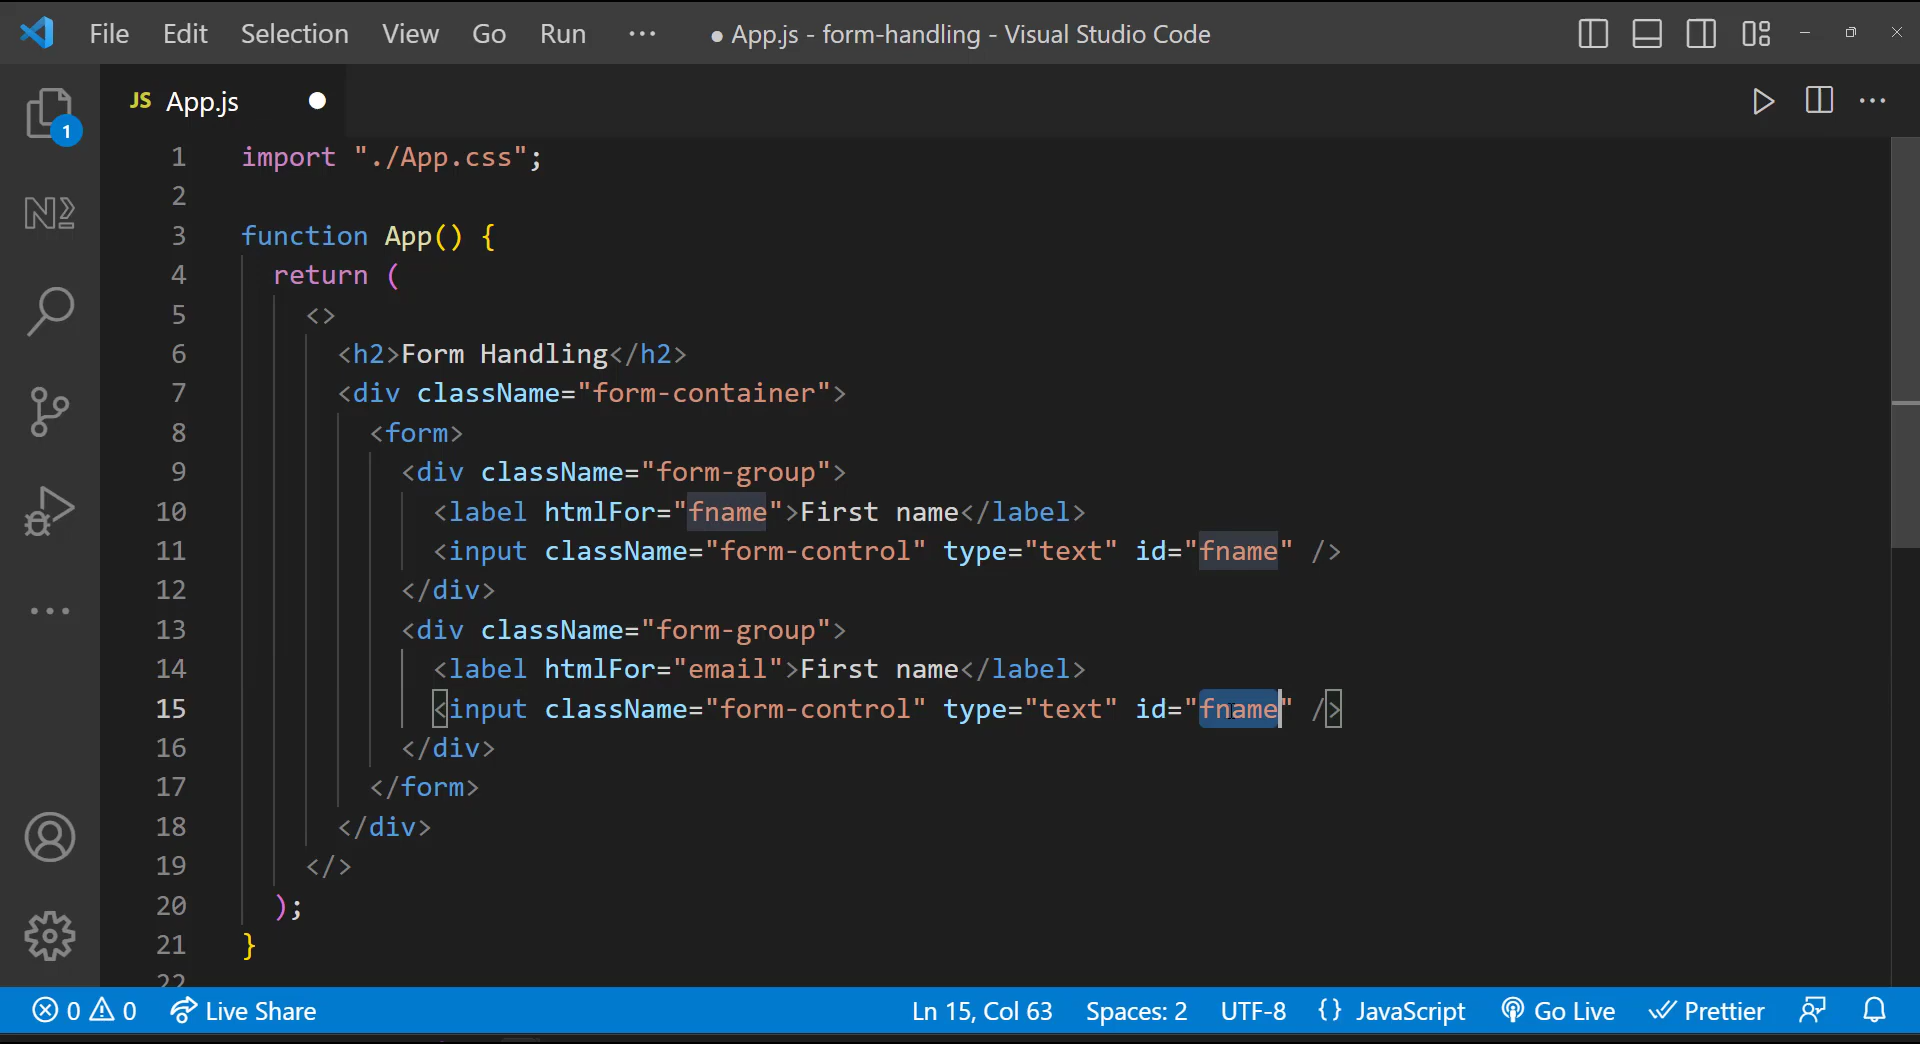 File Edit Selection View Go Run ··· ● App.js - form-handling - Visual Studio Code
JS App.js ●
1 import "./App.css";
2
3 function App() {
4 return (
5 <>
6 <h2>Form Handling</h2>
7 <div className="form-container">
8 <form>
9 <div className="form-group">
10 <label htmlFor="fname">First name</label>
11 <input className="form-control" type="text" id="fname" />
12 </div>
13 <div className="form-group">
14 <label htmlFor="email">First name</label>
15 <input className="form-control" type="text" id="fname" />
16 </div>
17 </form>
18 </div>
19 </>
20 );
21 }
22
1
0 0 Live Share Ln 15, Col 63 Spaces: 2 UTF-8 {} JavaScript Go Live Prettier